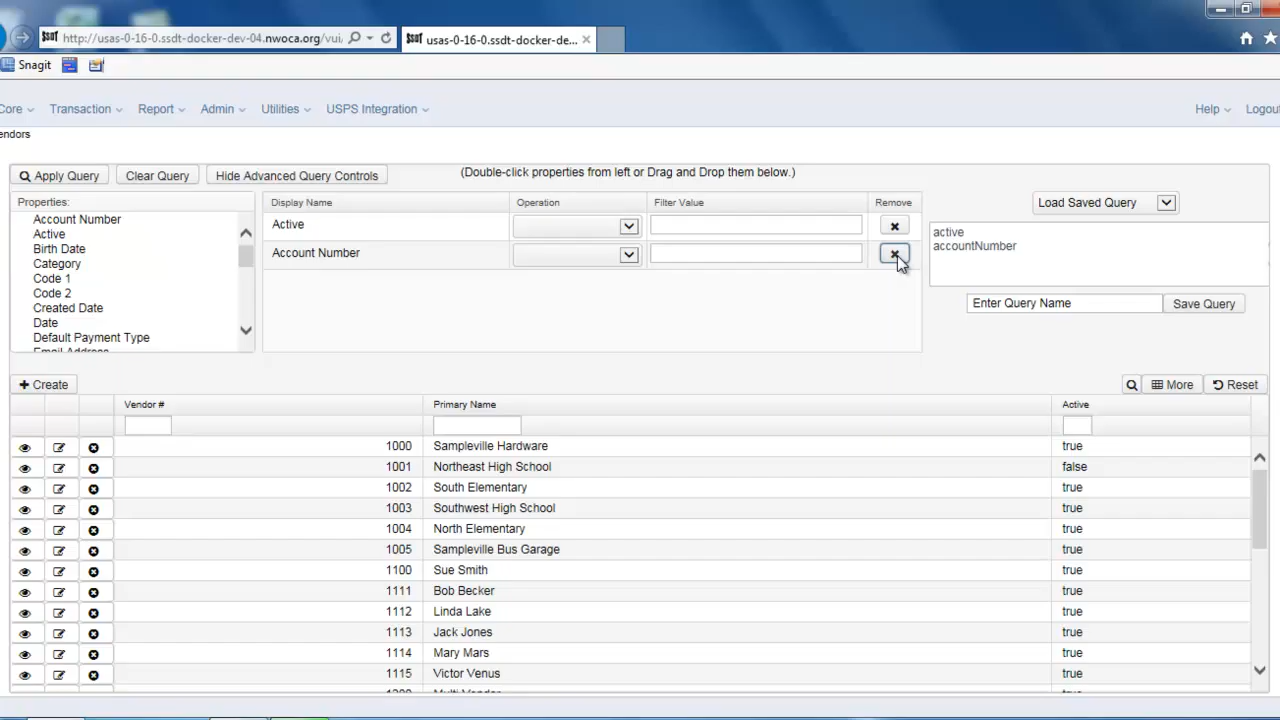 SSDT http://usas-0-16-0.ssdt-docker-dev-04.nwoca.org/vui, SSDT usas-0-16-0.ssdt-docker-de...
Snagit
Core Transaction Report Admin Utilities USPS Integration Help Logout
endors
Apply Query Clear Query Hide Advanced Query Controls (Double-click properties from left or Drag and Drop them below.)
Properties: Display Name Operation Filter Value Remove Load Saved Query
Account Number
Active
Birth Date
Category
Code 1
Code 2
Created Date
Date
Default Payment Type
Email Address
Active
Account Number
active
accountNumber
Enter Query Name Save Query
Create More Reset
Vendor # Primary Name Active
1000 Sampleville Hardware true
1001 Northeast High School false
1002 South Elementary true
1003 Southwest High School true
1004 North Elementary true
1005 Sampleville Bus Garage true
1100 Sue Smith true
1111 Bob Becker true
1112 Linda Lake true
1113 Jack Jones true
1114 Mary Mars true
1115 Victor Venus true
Multi Vendor true